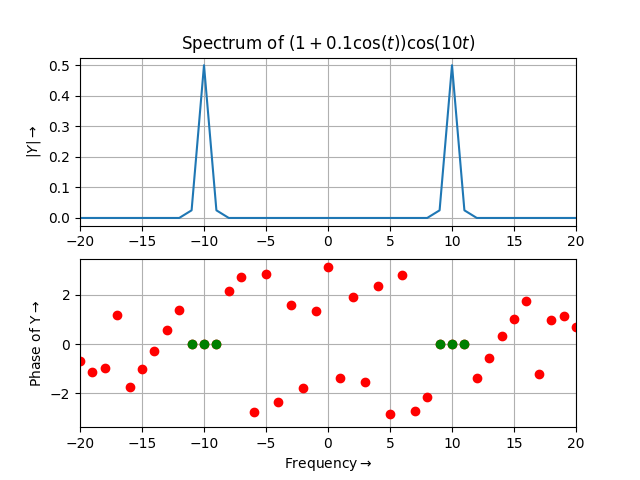 Spectrum of (1 + 0.1cos(t))cos(10t)
0.5
0.4
0.3
0.2
0.1
0.0
|Y|→
−20 −15 −10 −5 0 5 10 15 20
2
0
−2
Phase of Y→
−20 −15 −10 −5 0 5 10 15 20
Frequency→